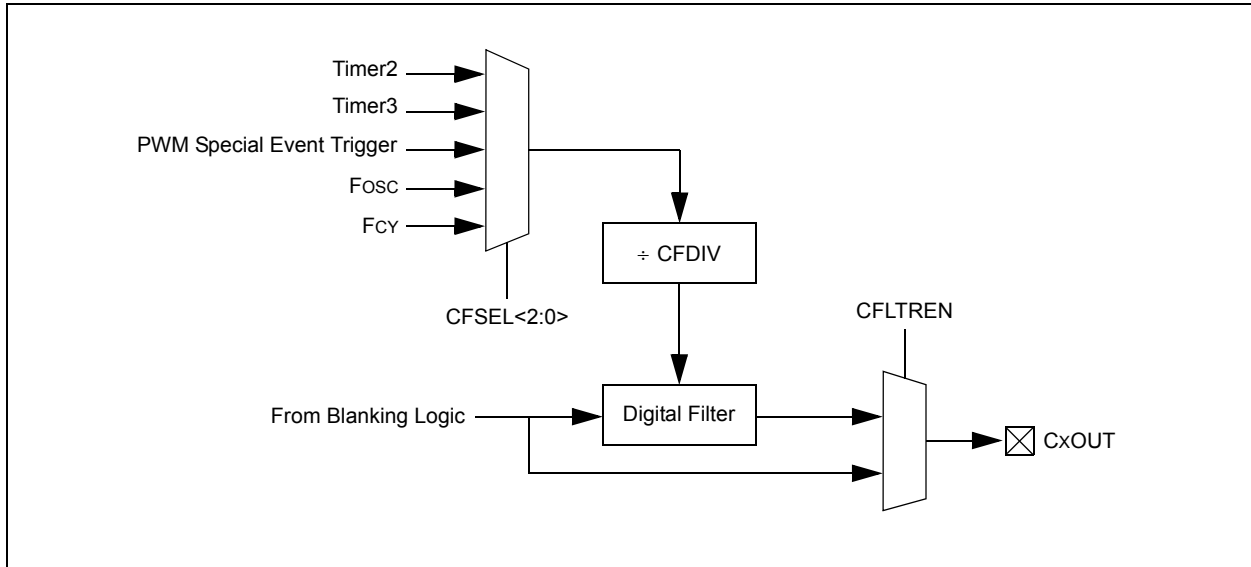 Timer2
Timer3
PWM Special Event Trigger
FOSC
FCY
÷ CFDIV
CFSEL<2:0>
CFLTREN
From Blanking Logic
Digital Filter
CXOUT